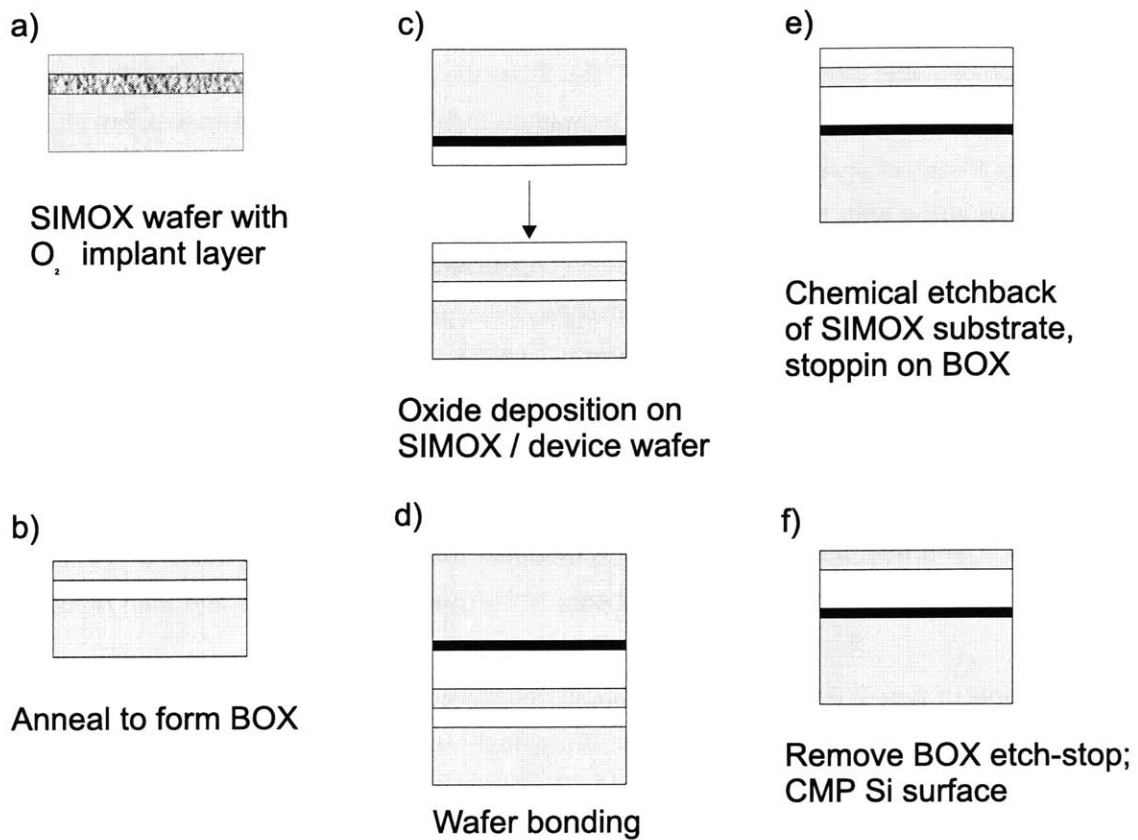 a)
SIMOX wafer with
O₂ implant layer
b)
Anneal to form BOX
c)
Oxide deposition on
SIMOX / device wafer
d)
Wafer bonding
e)
Chemical etchback
of SIMOX substrate,
stoppin on BOX
f)
Remove BOX etch-stop;
CMP Si surface